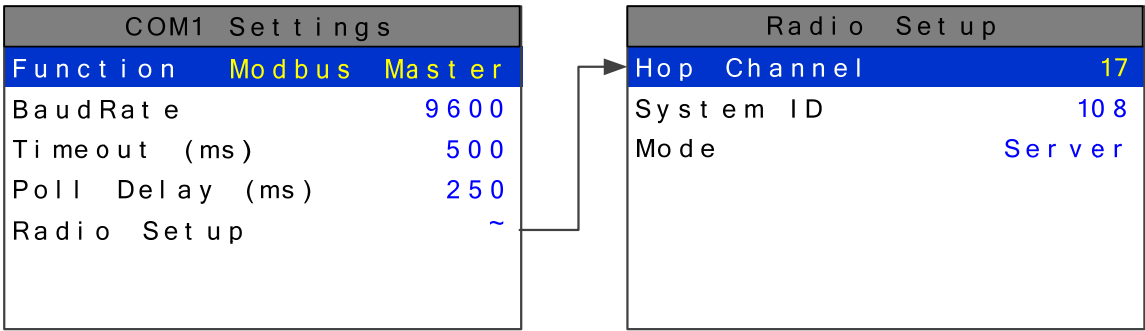 COM1 Settings
Function Modbus Master
BaudRate 9600
Timeout (ms) 500
Poll Delay (ms) 250
Radio Setup ~
Radio Setup
Hop Channel 17
System ID 108
Mode Server